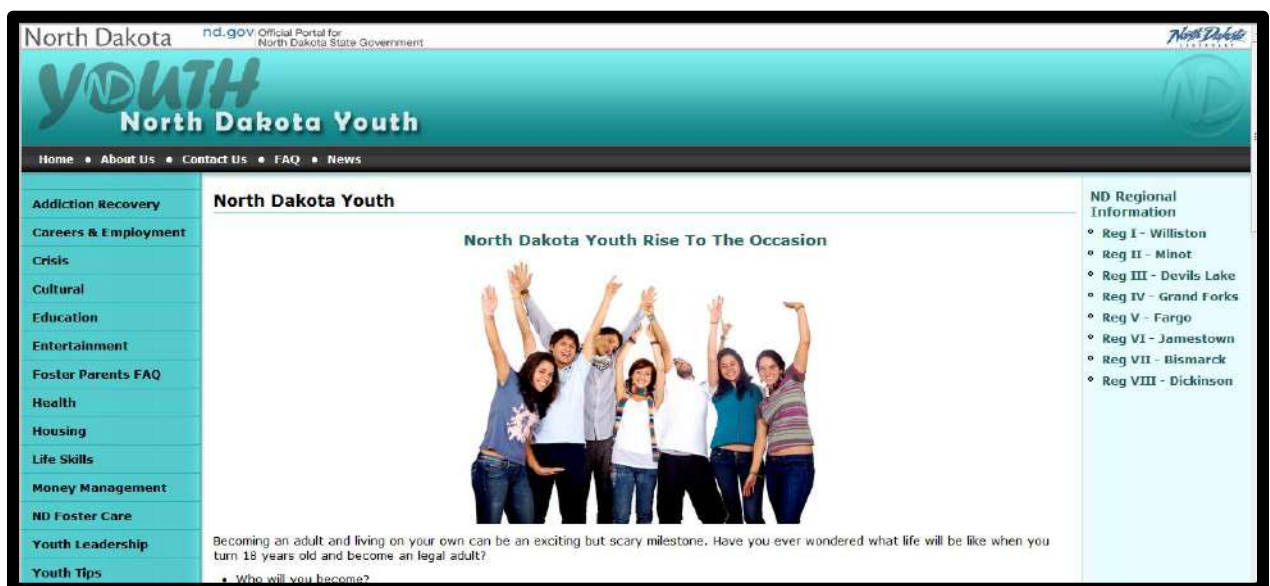 North Dakota
nd.gov Official Portal for
North Dakota State Government
North Dakota
LEGENDARY
YOUTH
ND
North Dakota Youth
ND
Home • About Us • Contact Us • FAQ • News
Addiction Recovery
Careers & Employment
Crisis
Cultural
Education
Entertainment
Foster Parents FAQ
Health
Housing
Life Skills
Money Management
ND Foster Care
Youth Leadership
Youth Tips
North Dakota Youth
North Dakota Youth Rise To The Occasion
Becoming an adult and living on your own can be an exciting but scary milestone. Have you ever wondered what life will be like when you
turn 18 years old and become an legal adult?
• Who will you become?
ND Regional
Information
Reg I - Williston
Reg II - Minot
Reg III - Devils Lake
Reg IV - Grand Forks
Reg V - Fargo
Reg VI - Jamestown
Reg VII - Bismarck
Reg VIII - Dickinson